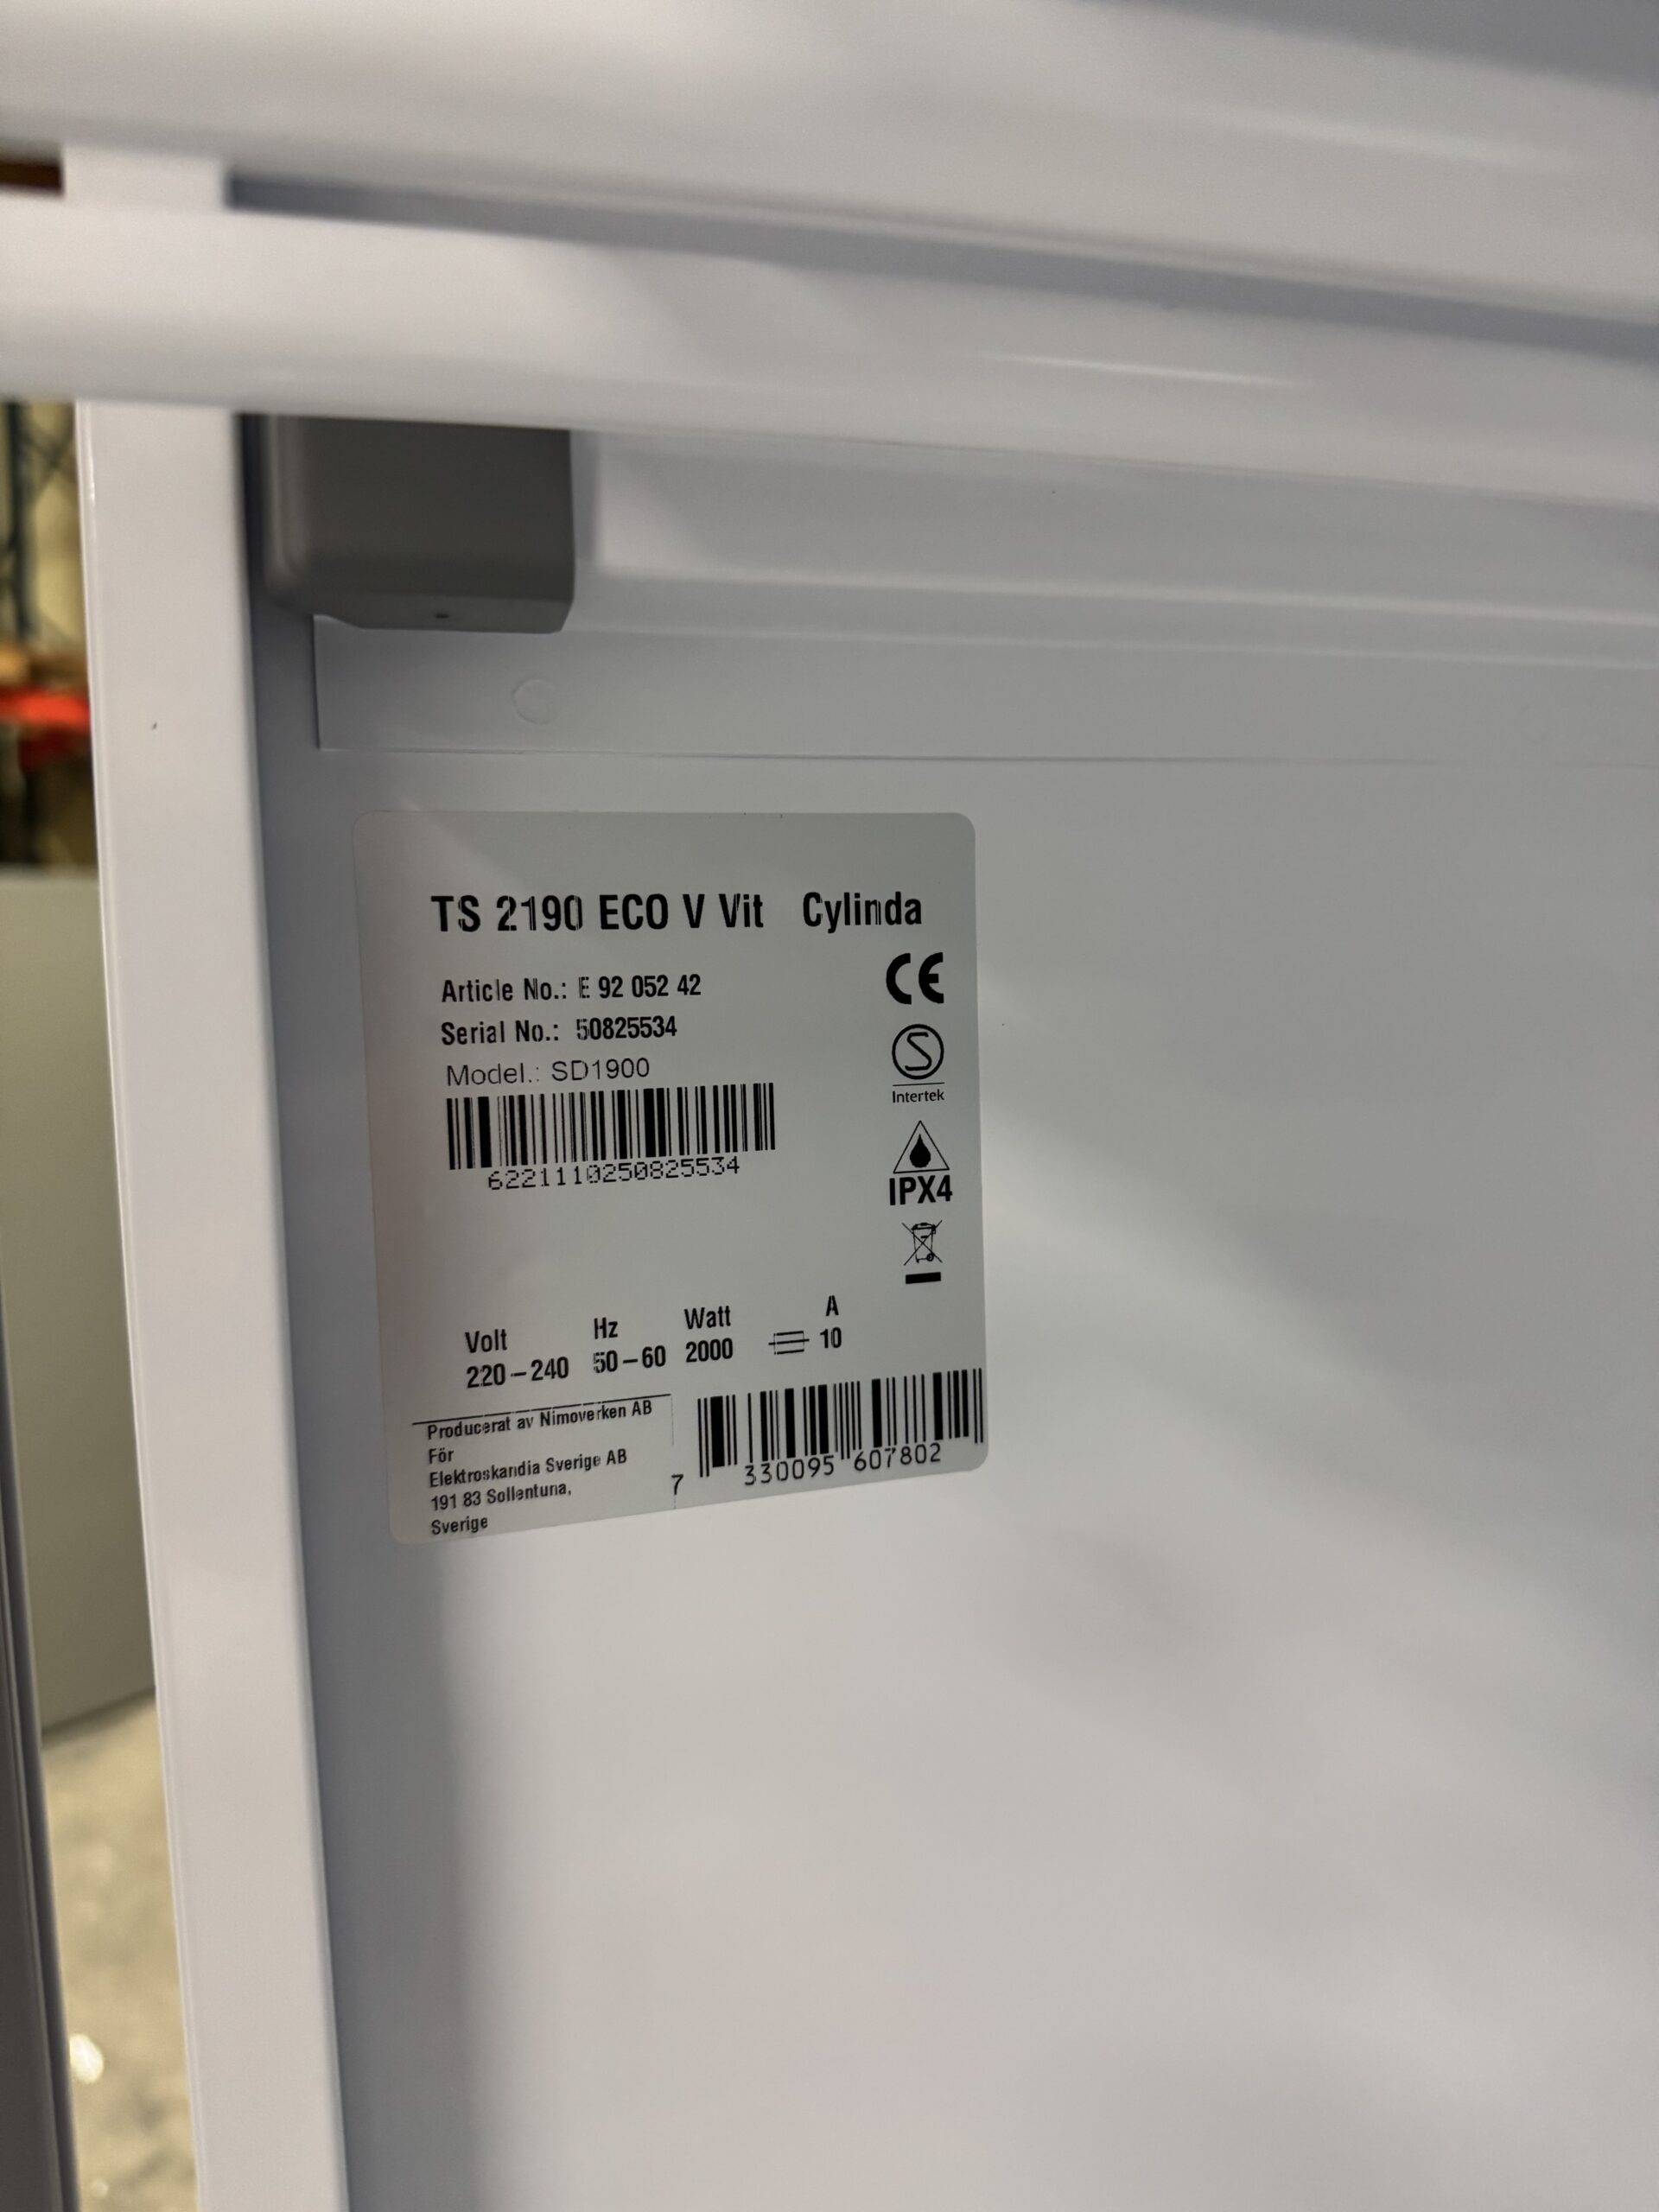 TS 2190 ECO V Vit Cylinda
CE
Article No.: E 92 052 42
Serial No.: 50825534
Model.: SD1900
S
Intertek
6221110250825534
IPX4
Volt Hz Watt A
220-240 50-60 2000 10
Producerat av Nimoverken AB
För
Elektroskandia Sverige AB
191 83 Sollentuna,
Sverige
7 330095 607802